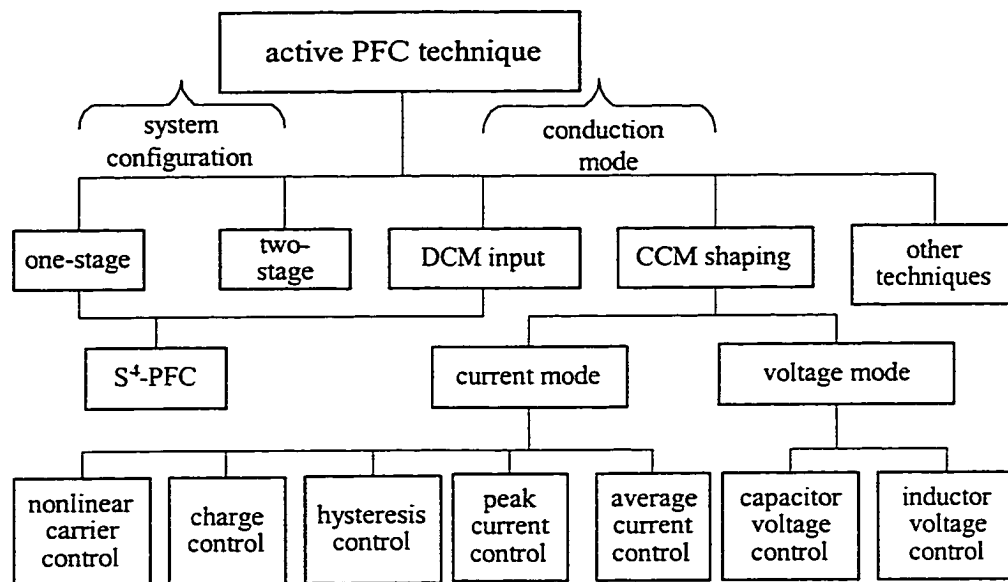 active PFC technique
system
configuration
conduction
mode
one-stage
two-
stage
DCM input
CCM shaping
other
techniques
S⁴-PFC
current mode
voltage mode
nonlinear
carrier
control
charge
control
hysteresis
control
peak
current
control
average
current
control
capacitor
voltage
control
inductor
voltage
control